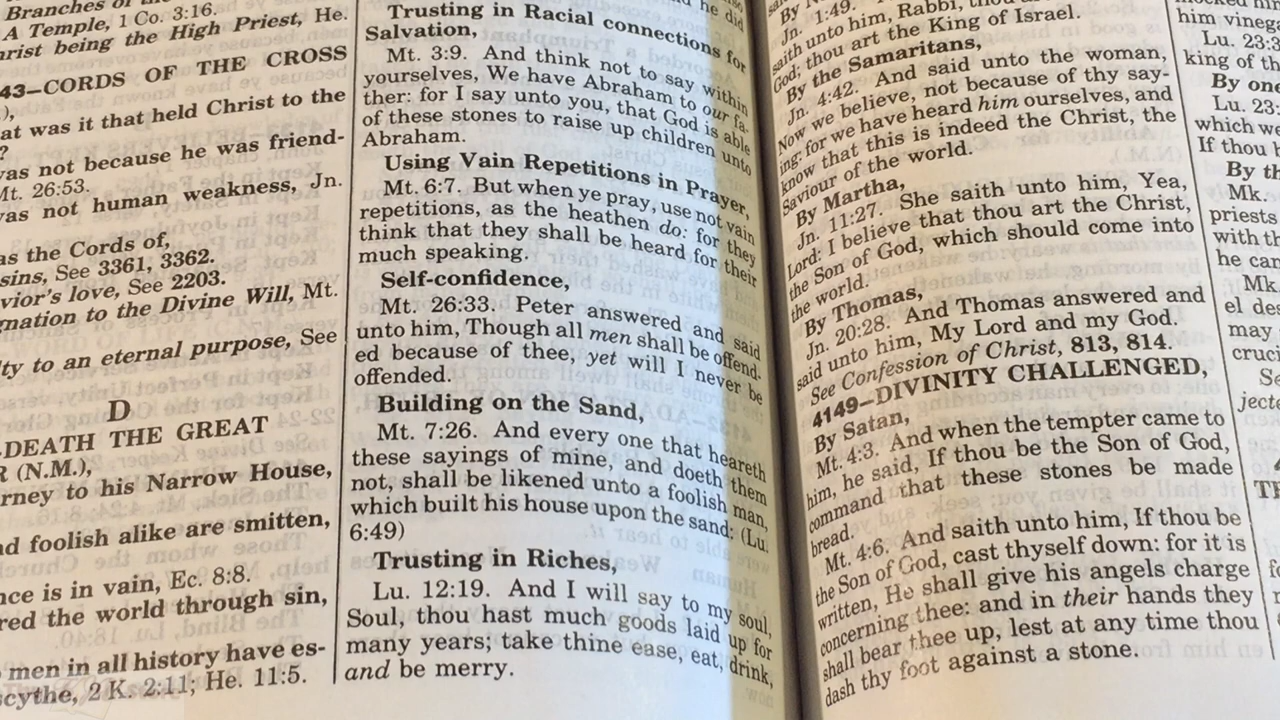 Branches of
A Temple, 1 Co. 3:16.
rist being the High Priest, He.
43—CORDS OF THE CROSS
),
at was it that held Christ to the
?
vas not because he was friend-
Mt. 26:53.
vas not human weakness, Jn.
as the Cords of,
sins, See 3361, 3362.
vior's love, See 2203.
gnation to the Divine Will, Mt.
lty to an eternal purpose, See
D
DEATH THE GREAT
R (N.M.),
rney to his Narrow House,
nd foolish alike are smitten,
nce is in vain, Ec. 8:8.
red the world through sin,
men in all history have es-
scythe, 2 K. 2:11; He. 11:5.
he did
Trusting in Racial connections for
Salvation,
Mt. 3:9. And think not to say within
yourselves, We have Abraham to our fa-
ther: for I say unto you, that God is able
of these stones to raise up children unto
Abraham.
Using Vain Repetitions in Prayer,
Mt. 6:7. But when ye pray, use not vain
repetitions, as the heathen do: for they
think that they shall be heard for their
much speaking.
Self-confidence,
Mt. 26:33. Peter answered and said
unto him, Though all men shall be offend-
ed because of thee, yet will I never be
offended.
Building on the Sand,
Mt. 7:26. And every one that heareth
these sayings of mine, and doeth them
not, shall be likened unto a foolish man,
which built his house upon the sand: (Lu.
6:49)
Trusting in Riches,
Lu. 12:19. And I will say to my soul,
Soul, thou hast much goods laid up for
many years; take thine ease, eat, drink,
and be merry.
By
Jn. 1:49.
saith unto him, Rabbi, thou
God; thou art the King of Israel.
By the Samaritans,
Jn. 4:42. And said unto the woman,
Now we believe, not because of thy say-
ing: for we have heard him ourselves, and
know that this is indeed the Christ, the
Saviour of the world.
By Martha,
Jn. 11:27. She saith unto him, Yea,
Lord: I believe that thou art the Christ,
the Son of God, which should come into
the world.
By Thomas,
Jn. 20:28. And Thomas answered and
said unto him, My Lord and my God.
See Confession of Christ, 813, 814.
4149—DIVINITY CHALLENGED,
By Satan,
Mt. 4:3. And when the tempter came to
him, he said, If thou be the Son of God,
command that these stones be made
bread.
Mt. 4:6. And saith unto him, If thou be
the Son of God, cast thyself down: for it is
written, He shall give his angels charge
concerning thee: and in their hands they
shall bear thee up, lest at any time thou
dash thy foot against a stone.
him vineg
Lu. 23:3
king of th
By one
Lu. 23:
which we
If thou b
By th
Mk.
priests
with th
he can
Mk.
el des
may
cruci
Se
jecte